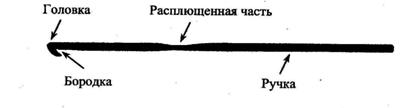 Головка
Расплющенная часть
Бородка
Ручка